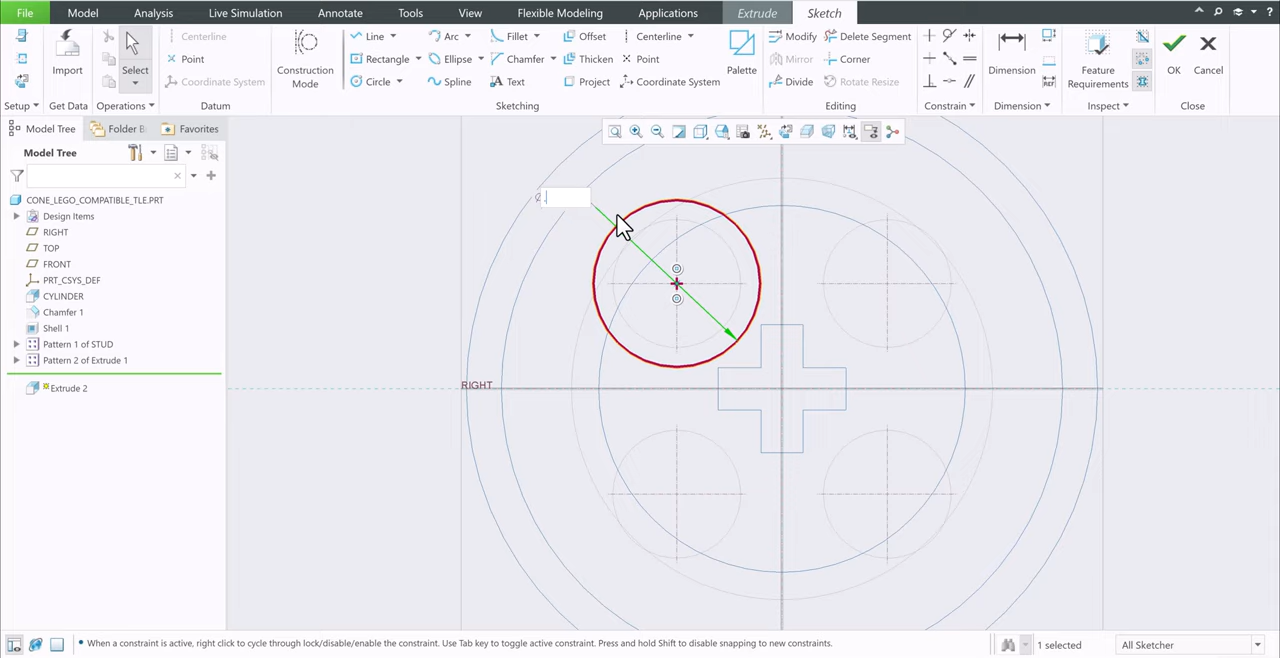 File Model Analysis Live Simulation Annotate Tools View Flexible Modeling Applications Extrude Sketch
Import
Select
Centerline
Point
Coordinate System
Construction Mode
Line Arc Fillet Offset Centerline
Rectangle Ellipse Chamfer Thicken Point
Circle Spline Text Project Coordinate System
Palette
Modify Delete Segment
Mirror Corner
Divide Rotate Resize
Dimension
Feature Requirements
OK Cancel
Setup Get Data Operations Datum Sketching Editing Constrain Dimension Inspect Close
Model Tree Folder B Favorites
Model Tree
CONE_LEGO_COMPATIBLE_TLE.PRT
Design Items
RIGHT
TOP
FRONT
PRT_CSYS_DEF
CYLINDER
Chamfer 1
Shell 1
Pattern 1 of STUD
Pattern 2 of Extrude 1
Extrude 2
RIGHT
When a constraint is active, right click to cycle through lock/disable/enable the constraint. Use Tab key to toggle active constraint. Press and hold Shift to disable snapping to new constraints.
1 selected
All Sketcher